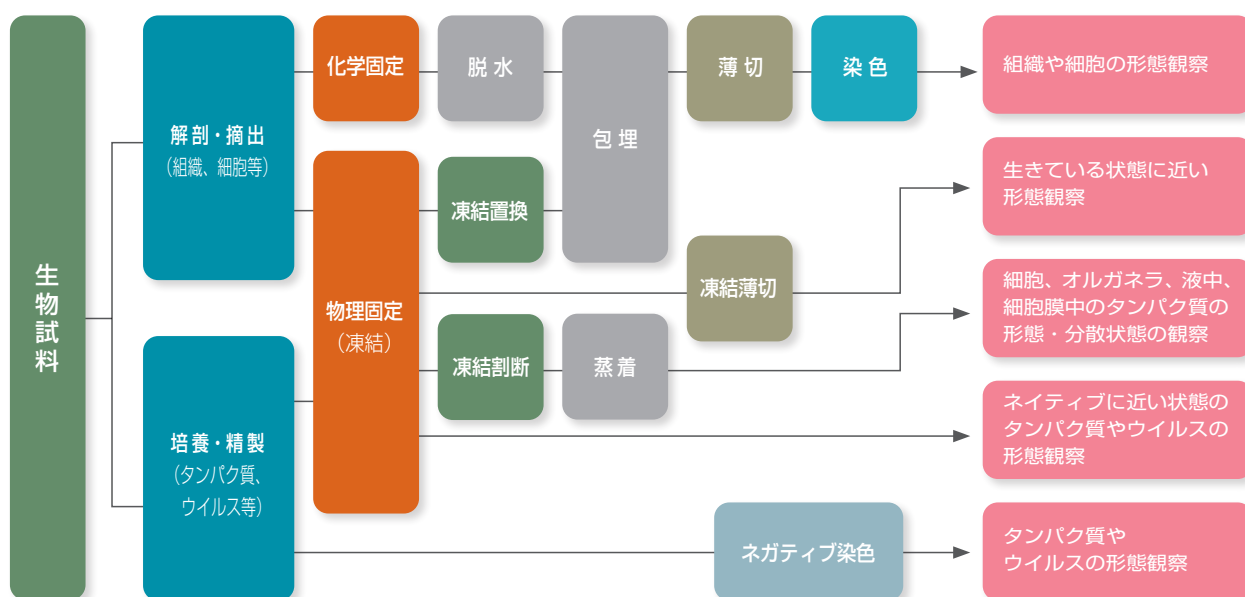 生物試料
解剖・摘出
（組織、細胞等）
培養・精製
（タンパク質、
ウイルス等）
化学固定
脱水
包埋
薄切
染色
組織や細胞の形態観察
物理固定
（凍結）
凍結置換
凍結薄切
生きている状態に近い
形態観察
凍結割断
蒸着
細胞、オルガネラ、液中、
細胞膜中のタンパク質の
形態・分散状態の観察
ネイティブに近い状態の
タンパク質やウイルスの
形態観察
ネガティブ染色
タンパク質や
ウイルスの形態観察